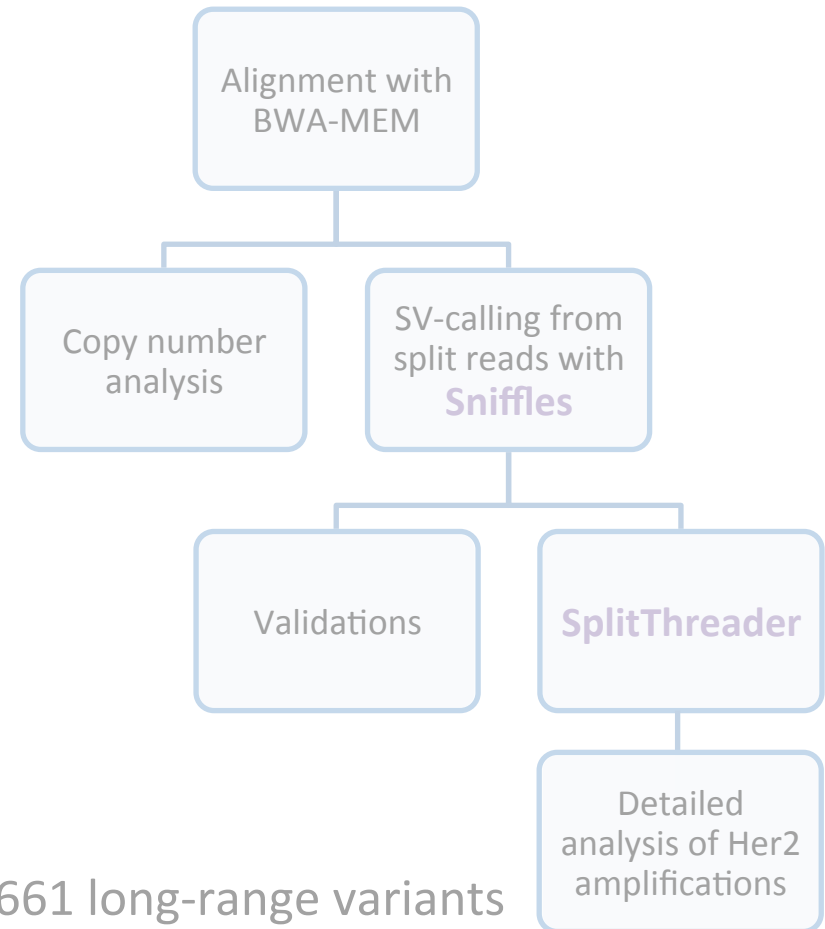 Alignment with
BWA-MEM
Copy number
analysis
SV-calling from
split reads with
Sniffles
Validations
SplitThreader
Detailed
analysis of Her2
amplifications
661 long-range variants